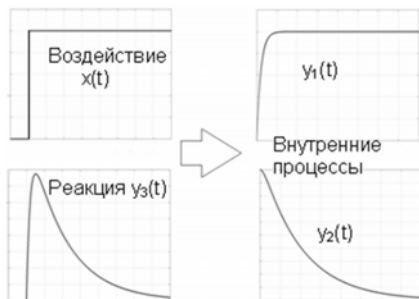 Воздействие
x(t)
y₁(t)
Внутренние
процессы
Реакция y₃(t)
y₂(t)